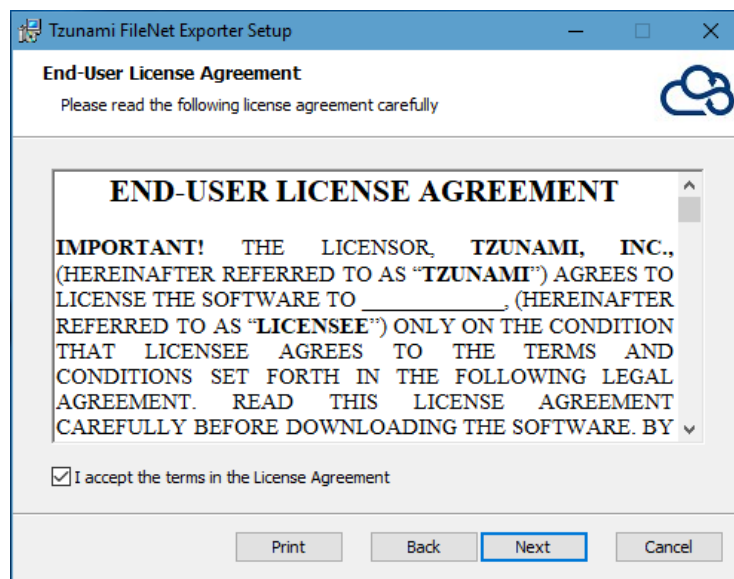 Tzunami FileNet Exporter Setup
End-User License Agreement
Please read the following license agreement carefully
END-USER LICENSE AGREEMENT
IMPORTANT! THE LICENSOR, TZUNAMI, INC.,
(HEREINAFTER REFERRED TO AS “TZUNAMI”) AGREES TO
LICENSE THE SOFTWARE TO ______________, (HEREINAFTER
REFERRED TO AS “LICENSEE”) ONLY ON THE CONDITION
THAT LICENSEE AGREES TO THE TERMS AND
CONDITIONS SET FORTH IN THE FOLLOWING LEGAL
AGREEMENT. READ THIS LICENSE AGREEMENT
CAREFULLY BEFORE DOWNLOADING THE SOFTWARE. BY
I accept the terms in the License Agreement
Print Back Next Cancel